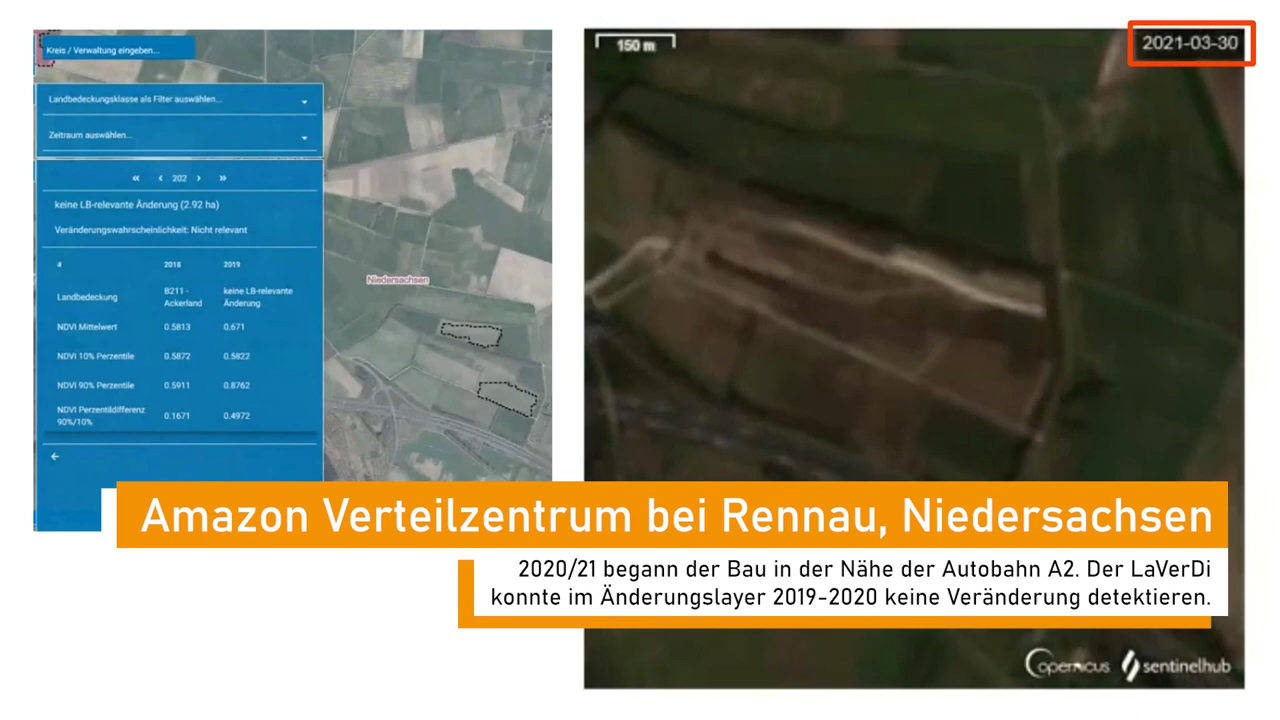 Kreis / Verwaltung eingeben...
Landbedeckungsklasse als Filter auswählen...
Zeitraum auswählen...
« ‹ 202 › »
keine LB-relevante Änderung (2.92 ha)
Veränderungswahrscheinlichkeit: Nicht relevant
# 2018 2019
Landbedeckung B211 - Ackerland keine LB-relevante Änderung
NDVI Mittelwert 0.5813 0.671
NDVI 10% Perzentile 0.5872 0.5822
NDVI 90% Perzentile 0.5911 0.8762
NDVI Perzentildifferenz 90%/10% 0.1671 0.4972
Niedersachsen
150 m
2021-03-30
Amazon Verteilzentrum bei Rennau, Niedersachsen
2020/21 begann der Bau in der Nähe der Autobahn A2. Der LaVerDi
konnte im Änderungslayer 2019-2020 keine Veränderung detektieren.
Copernicus sentinelhub